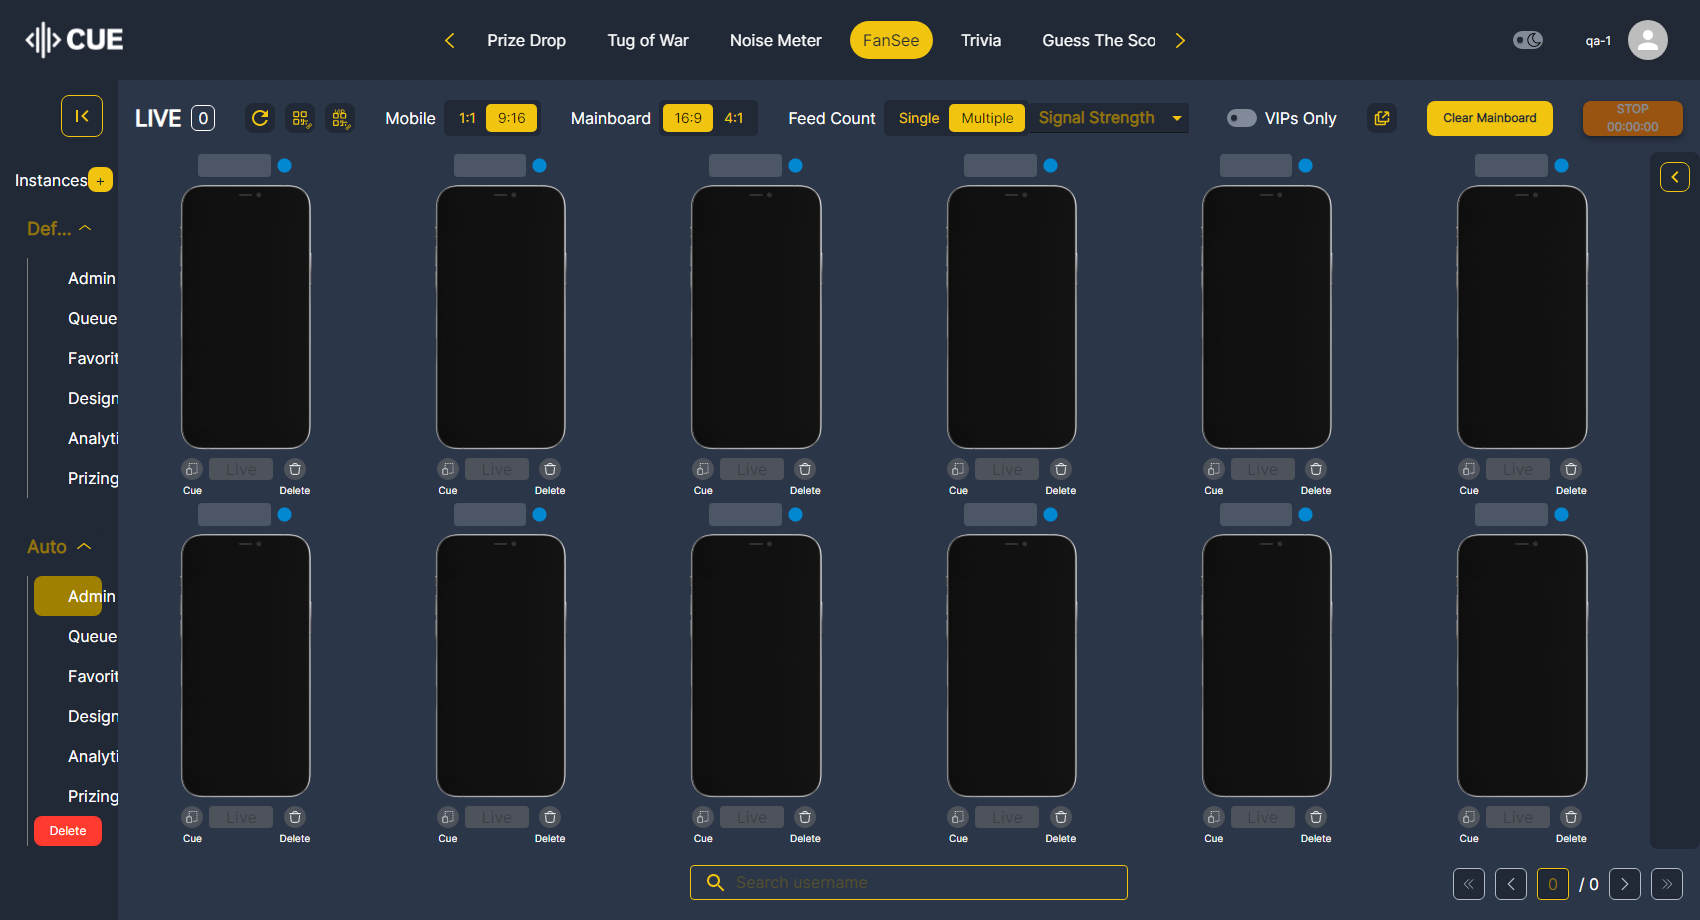 CUE
Prize Drop
Tug of War
Noise Meter
FanSee
Trivia
Guess The Sco
qa-1
LIVE 0
Mobile 1:1 9:16
Mainboard 16:9 4:1
Feed Count Single Multiple Signal Strength
VIPs Only
Clear Mainboard
STOP
00:00:00
Instances +
Def...
Admin
Queue
Favorit
Design
Analyti
Prizing
Auto
Admin
Queue
Favorit
Design
Analyti
Prizing
Delete
Live Live Live Live Live Live
Cue Delete Cue Delete Cue Delete Cue Delete Cue Delete Cue Delete
Live Live Live Live Live Live
Cue Delete Cue Delete Cue Delete Cue Delete Cue Delete Cue Delete
Search username
0 / 0